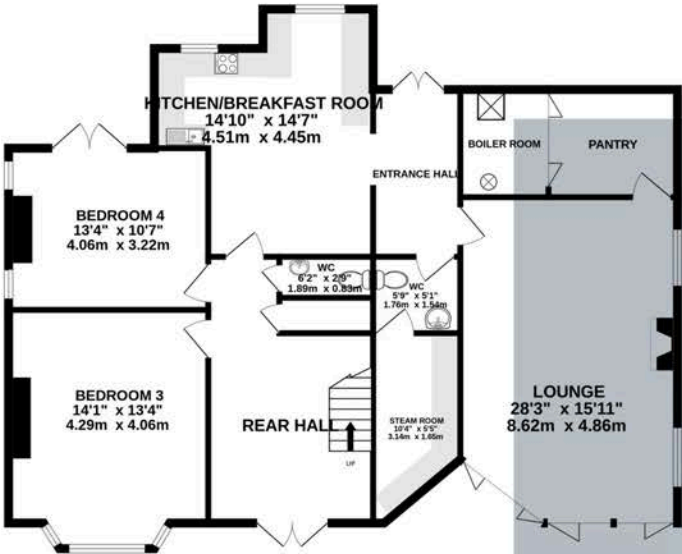 KITCHEN/BREAKFAST ROOM
14'10" x 14'7"
4.51m x 4.45m
BOILER ROOM
PANTRY
ENTRANCE HALL
BEDROOM 4
13'4" x 10'7"
4.06m x 3.22m
WC
6'2" x 2'9"
1.89m x 0.83m
WC
5'9" x 5'1"
1.76m x 1.54m
BEDROOM 3
14'1" x 13'4"
4.29m x 4.06m
LOUNGE
28'3" x 15'11"
8.62m x 4.86m
REAR HALL
STEAM ROOM
10'4" x 5'5"
3.14m x 1.65m
UP